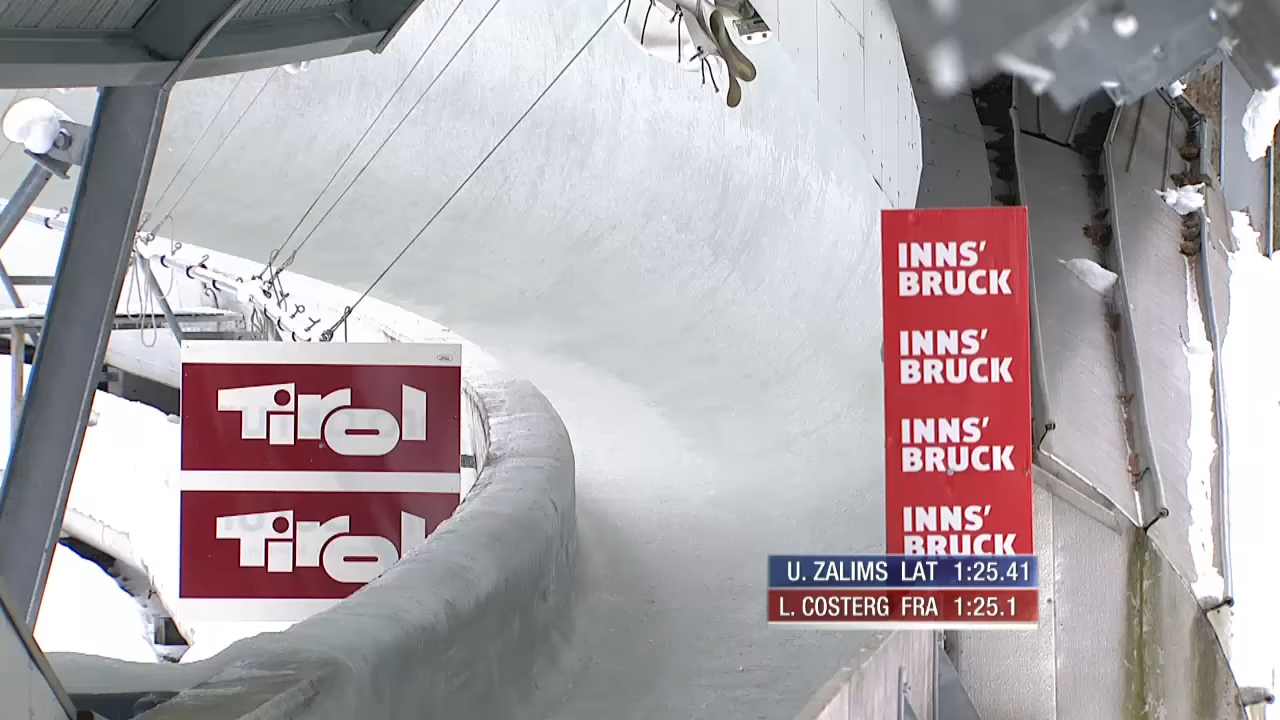 Tirol
Tirol
INNS'
BRUCK
INNS'
BRUCK
INNS'
BRUCK
INNS'
BRUCK
U. ZALIMS LAT 1:25.41
L. COSTERG FRA 1:25.1